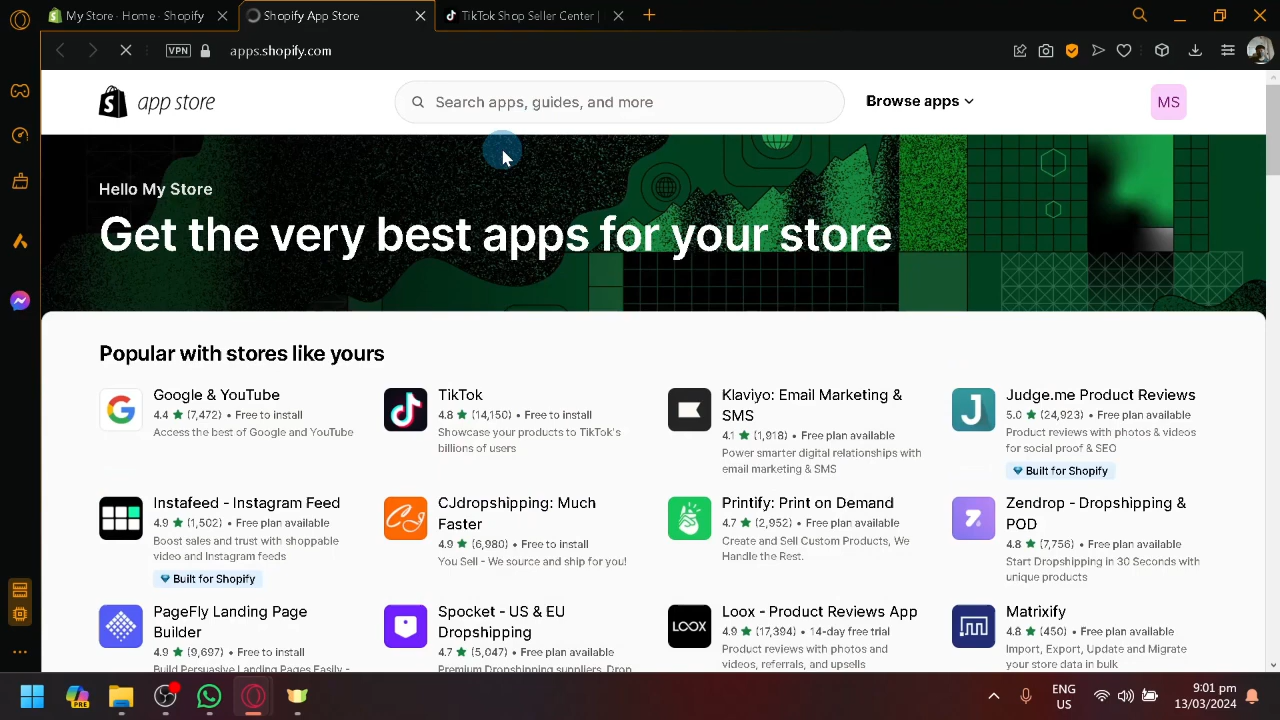 My Store · Home · Shopify
Shopify App Store
TikTok Shop Seller Center |
VPN
apps.shopify.com
app store
Search apps, guides, and more
Browse apps
MS
Hello My Store
Get the very best apps for your store
Popular with stores like yours
Google & YouTube
4.4 ★ (7,472) • Free to install
Access the best of Google and YouTube
TikTok
4.8 ★ (14,150) • Free to install
Showcase your products to TikTok's
billions of users
Klaviyo: Email Marketing &
SMS
4.1 ★ (1,918) • Free plan available
Power smarter digital relationships with
email marketing & SMS
Judge.me Product Reviews
5.0 ★ (24,923) • Free plan available
Product reviews with photos & videos
for social proof & SEO
Built for Shopify
Instafeed - Instagram Feed
4.9 ★ (1,502) • Free plan available
Boost sales and trust with shoppable
video and Instagram feeds
Built for Shopify
CJdropshipping: Much
Faster
4.9 ★ (6,980) • Free to install
You Sell - We source and ship for you!
Printify: Print on Demand
4.7 ★ (2,952) • Free plan available
Create and Sell Custom Products, We
Handle the Rest.
Zendrop - Dropshipping &
POD
4.8 ★ (7,756) • Free plan available
Start Dropshipping in 30 Seconds with
unique products
PageFly Landing Page
Builder
4.9 ★ (9,697) • Free to install
Build Persuasive Landing Pages Easily -
Spocket - US & EU
Dropshipping
4.7 ★ (5,047) • Free plan available
Premium Dropshipping suppliers, Drop
LOOX
Loox - Product Reviews App
4.9 ★ (17,394) • 14-day free trial
Product reviews with photos and
videos, referrals, and upsells
Matrixify
4.8 ★ (450) • Free plan available
Import, Export, Update and Migrate
your store data in bulk
PRE
ENG
US
9:01 pm
13/03/2024